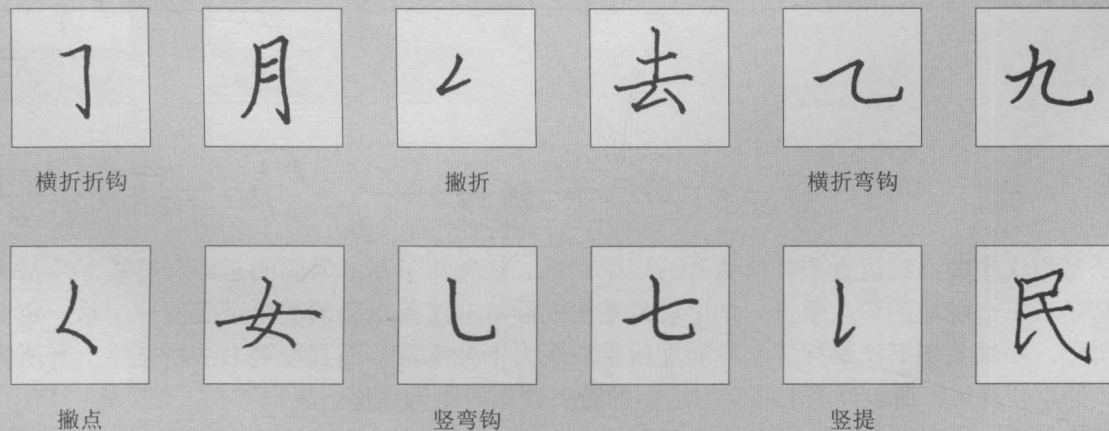 ㇆ 月 ㇜ 去 ㇈ 九
横折折钩 撇折 横折弯钩
㇛ 女 ㇟ 七 ㇙ 民
撇点 竖弯钩 竖提